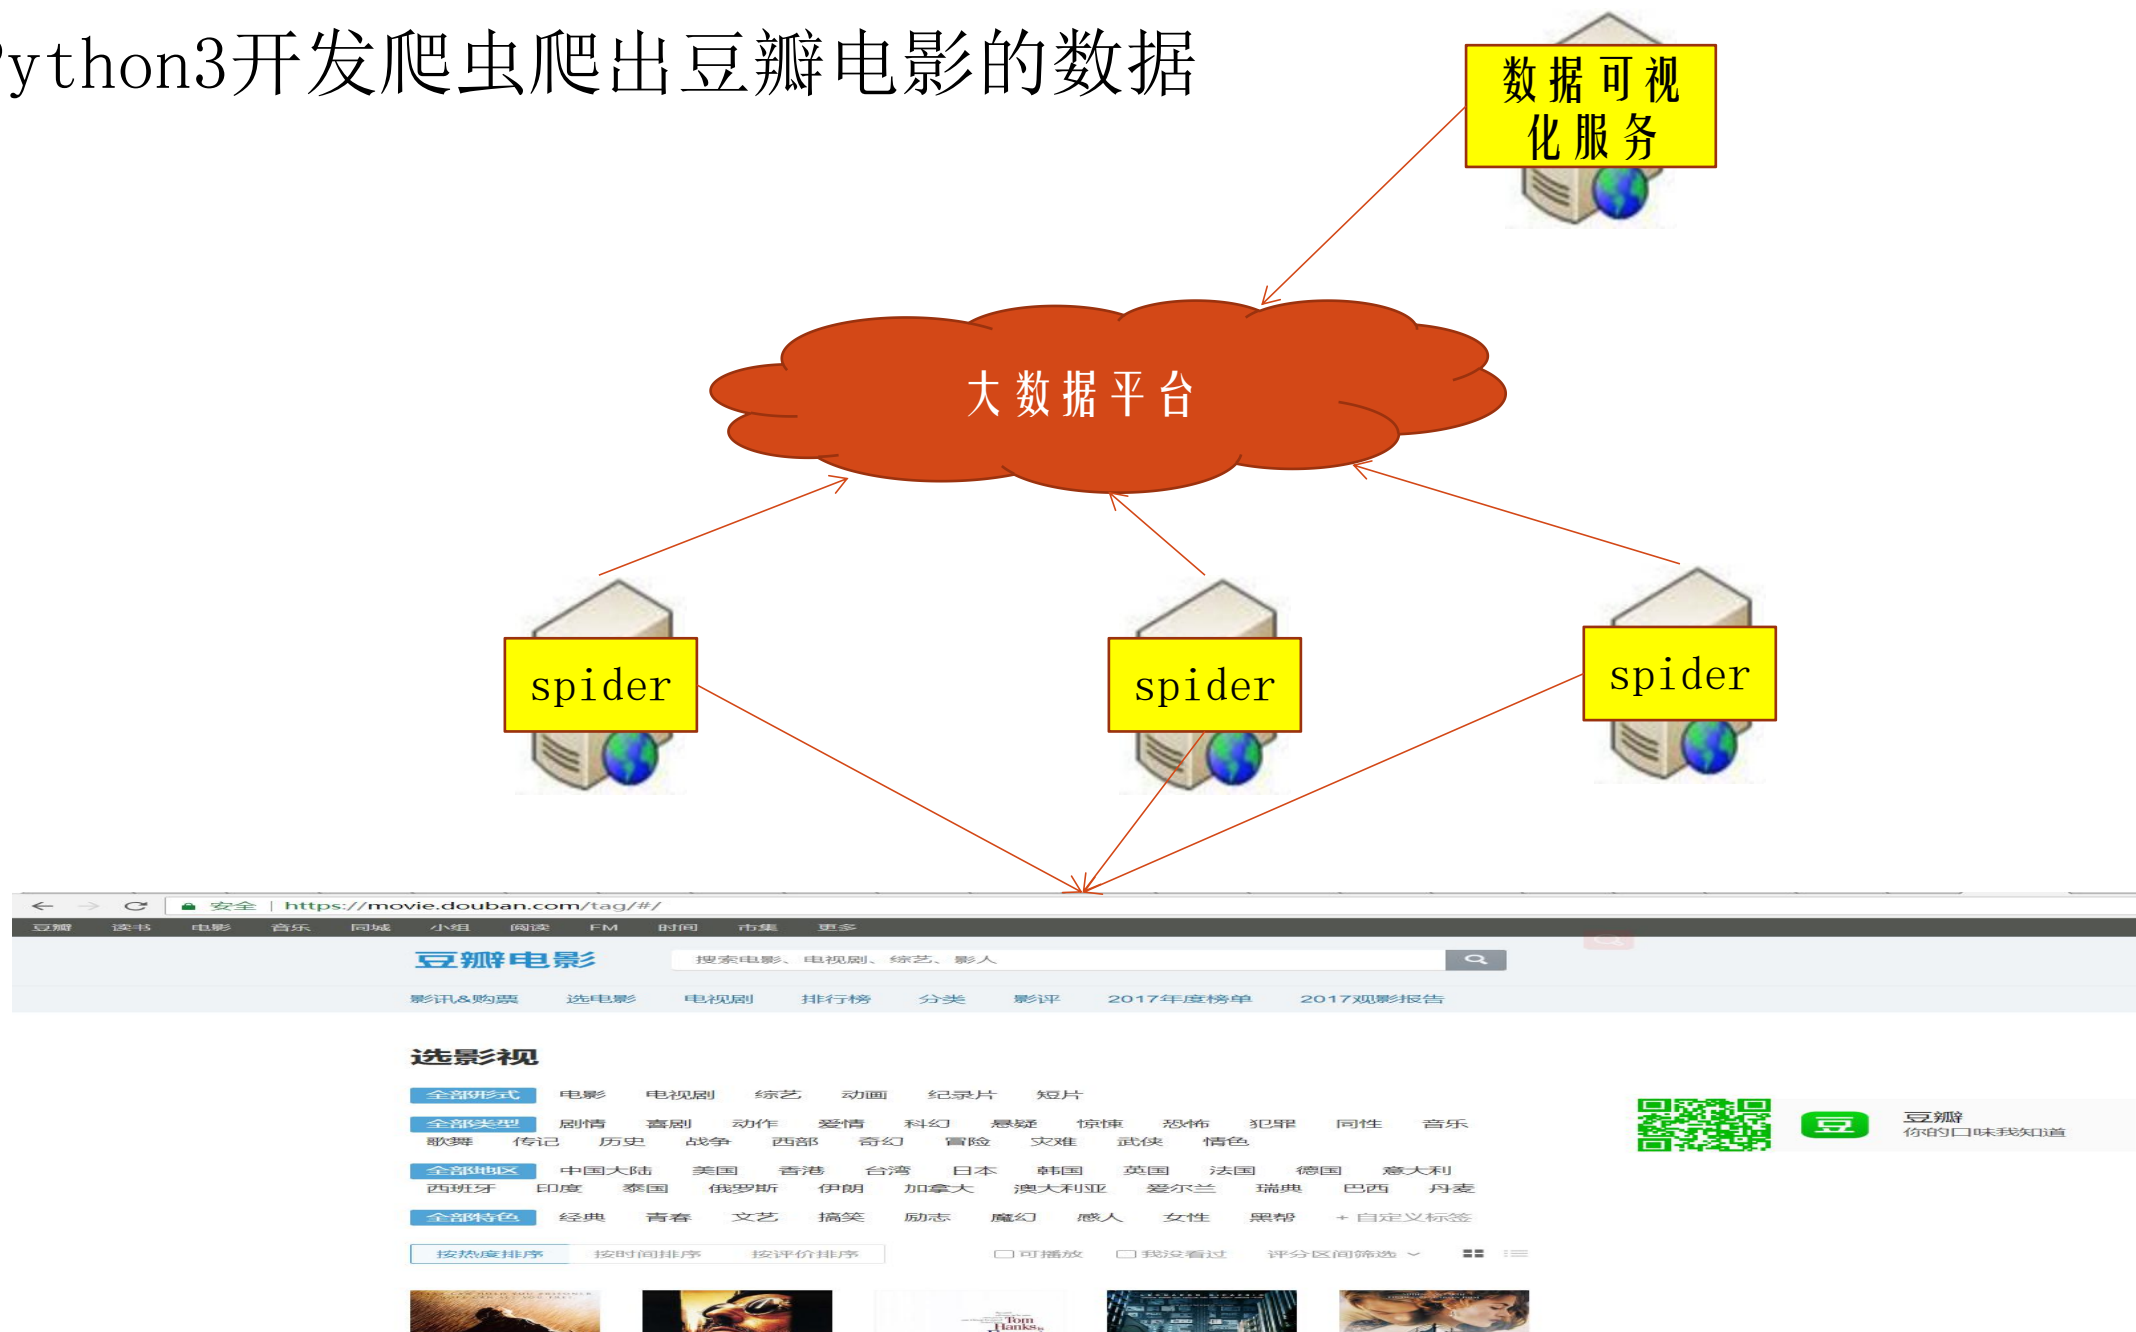 Python3开发爬虫爬出豆瓣电影的数据
数据可视
化服务
大数据平台
spider
spider
spider
安全 | https://movie.douban.com/tag/#/
豆瓣 读书 电影 音乐 同城 小组 阅读 FM 时间 市集 更多
豆瓣电影
搜索电影、电视剧、综艺、影人
影讯&购票 选电影 电视剧 排行榜 分类 影评 2017年度榜单 2017观影报告
选影视
全部形式 电影 电视剧 综艺 动画 纪录片 短片
全部类型 剧情 喜剧 动作 爱情 科幻 悬疑 惊悚 恐怖 犯罪 同性 音乐
歌舞 传记 历史 战争 西部 奇幻 冒险 灾难 武侠 情色
豆 豆瓣
你的口味我知道
全部地区 中国大陆 美国 香港 台湾 日本 韩国 英国 法国 德国 意大利
西班牙 印度 泰国 俄罗斯 伊朗 加拿大 澳大利亚 爱尔兰 瑞典 巴西 丹麦
全部特色 经典 青春 文艺 搞笑 励志 魔幻 感人 女性 黑帮 + 自定义标签
按热度排序 按时间排序 按评价排序 可播放 我没看过 评分区间筛选
Tom
Hanks